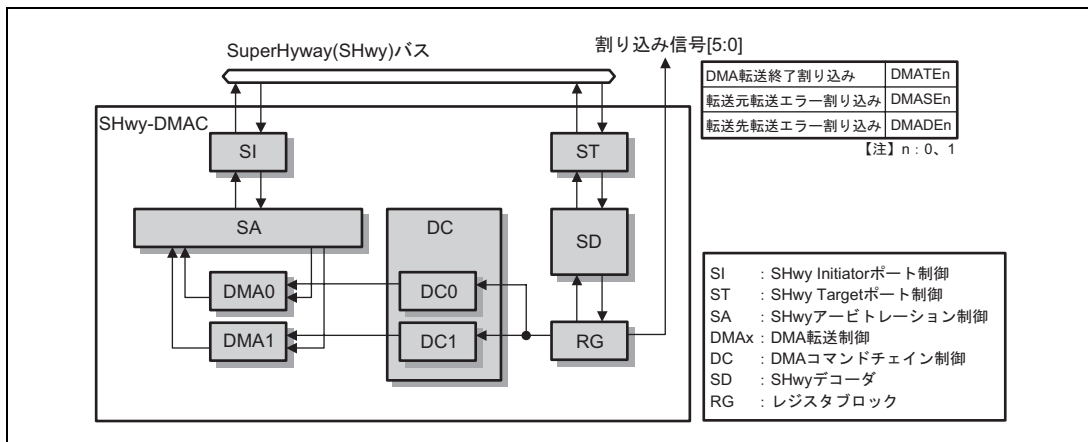 SuperHyway(SHwy)バス
割り込み信号[5:0]
DMA転送終了割り込み DMATEn
転送元転送エラー割り込み DMASEn
転送先転送エラー割り込み DMADEn
【注】n：0、1
SHwy-DMAC
SI
ST
SA
DC
SD
DMA0
DC0
DMA1
DC1
RG
SI ：SHwy Initiatorポート制御
ST ：SHwy Targetポート制御
SA ：SHwyアービトレーション制御
DMAx：DMA転送制御
DC ：DMAコマンドチェイン制御
SD ：SHwyデコーダ
RG ：レジスタブロック